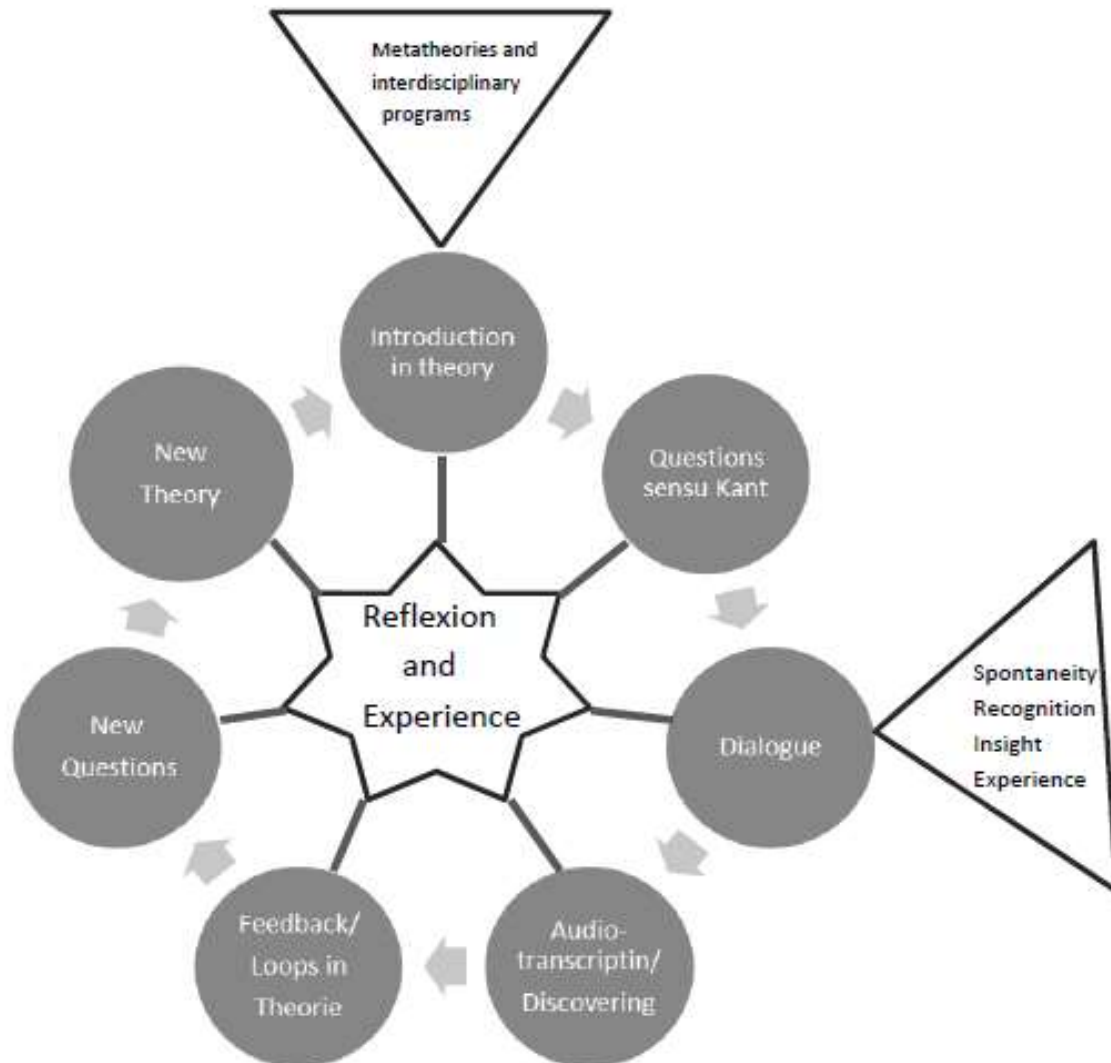 Metatheories and
interdisciplinary
programs
Introduction
in theory
Questions
sensu Kant
Dialogue
Spontaneity
Recognition
Insight
Experience
Audio-
transcriptin/
Discovering
Feedback/
Loops in
Theorie
New
Questions
New
Theory
Reflexion
and
Experience